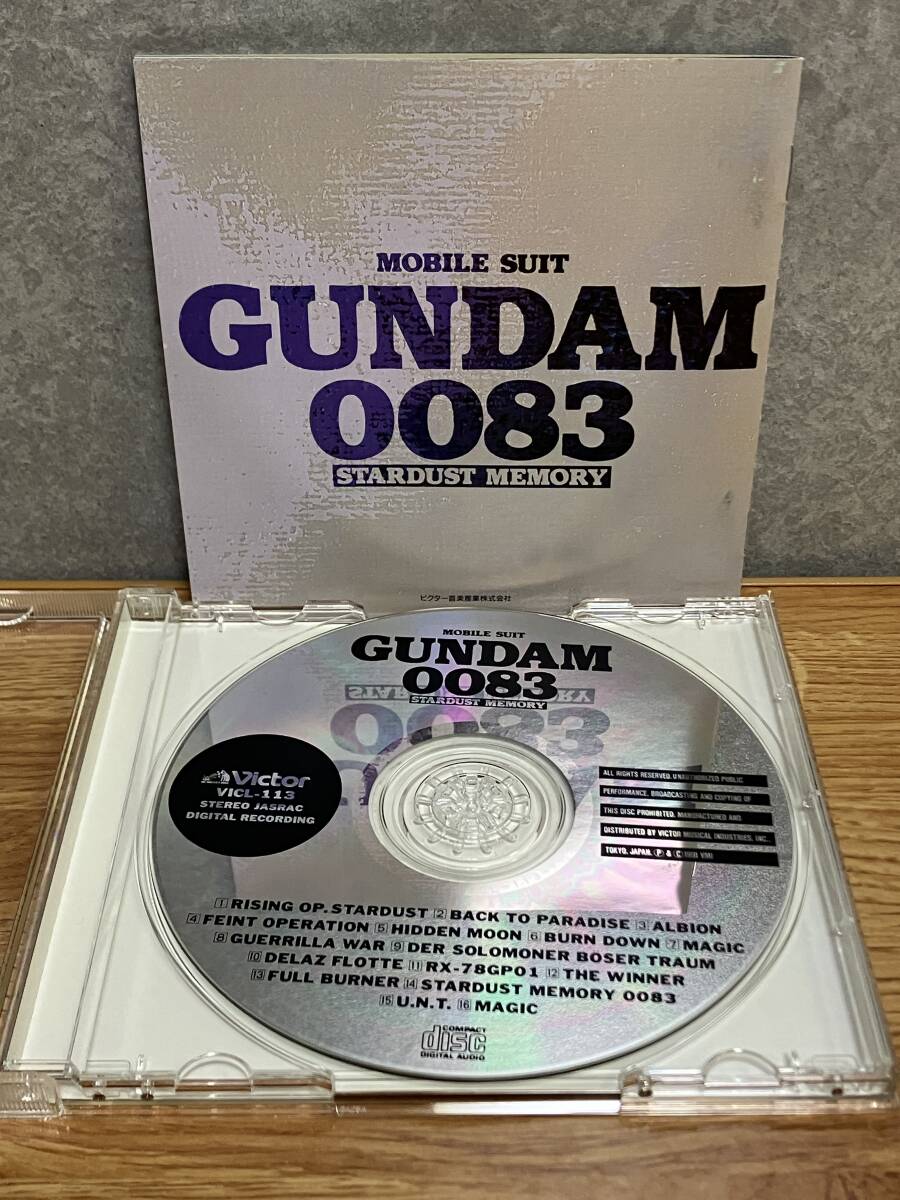 MOBILE SUIT
GUNDAM
0083
STARDUST MEMORY
ビクター音楽産業株式会社
MOBILE SUIT
GUNDAM
0083
STARDUST MEMORY
Victor
VICL-113
STEREO JASRAC
DIGITAL RECORDING
ALL RIGHTS RESERVED. UNAUTHORIZED PUBLIC
PERFORMANCE, BROADCASTING AND COPYING OF
THIS DISC PROHIBITED. MANUFACTURED AND
DISTRIBUTED BY VICTOR MUSICAL INDUSTRIES, INC.,
TOKYO, JAPAN. Ⓟ & Ⓒ 1991 VMI
1 RISING OP. STARDUST 2 BACK TO PARADISE 3 ALBION
4 FEINT OPERATION 5 HIDDEN MOON 6 BURN DOWN 7 MAGIC
8 GUERRILLA WAR 9 DER SOLOMONER BÖSER TRAUM
10 DELAZ FLOTTE 11 RX-78GP01 12 THE WINNER
13 FULL BURNER 14 STARDUST MEMORY 0083
15 U.N.T. 16 MAGIC
COMPACT
disc
DIGITAL AUDIO